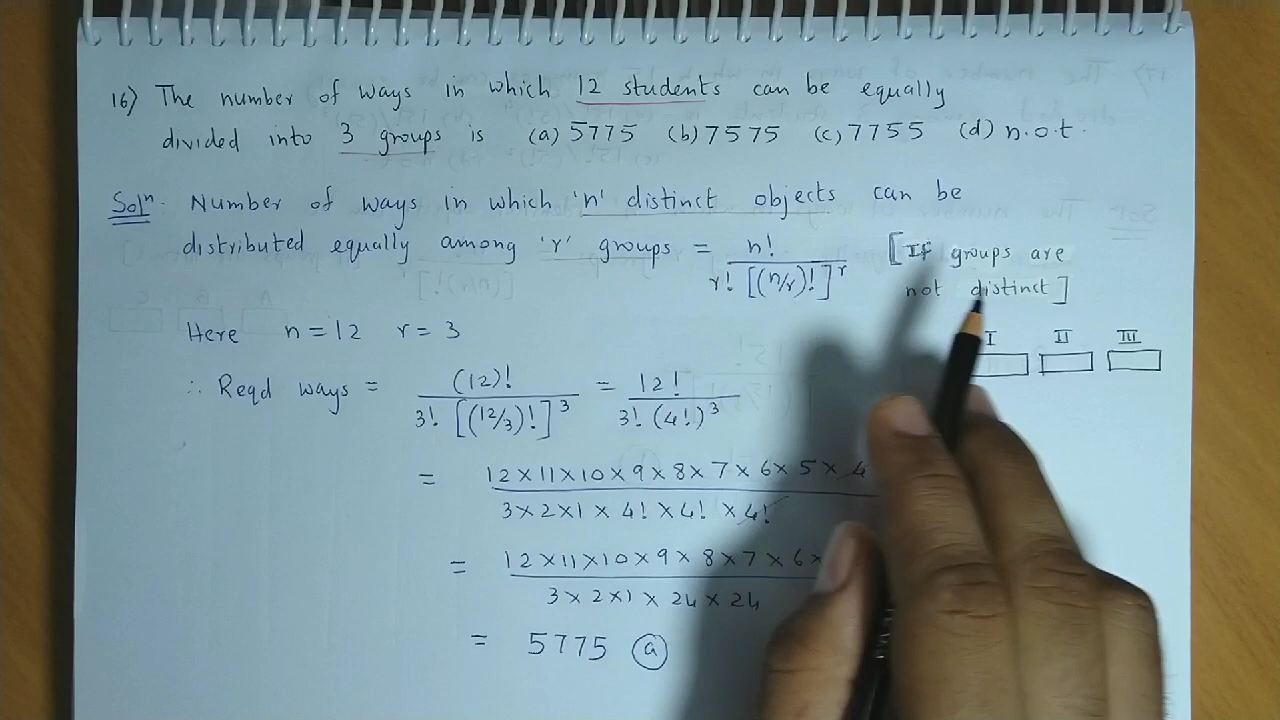 16) The number of ways in which 12 students can be equally
divided into 3 groups is (a) 5775 (b) 7575 (c) 7755 (d) n.o.t.
Solⁿ. Number of ways in which 'n' distinct objects can be
distributed equally among 'r' groups = n! / r! [(n/r)!]^r [If groups are
not distinct]
I II III
Here n = 12 r = 3
∴ Reqd ways = (12)! / 3! [(12/3)!]^3 = 12! / 3! (4!)^3
= 12 × 11 × 10 × 9 × 8 × 7 × 6 × 5 × 4 / 3 × 2 × 1 × 4! × 4! × 4!
= 12 × 11 × 10 × 9 × 8 × 7 × 6 × / 3 × 2 × 1 × 24 × 24
= 5775 (a)